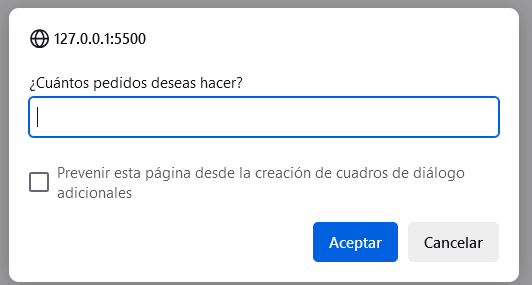 127.0.0.1:5500
¿Cuántos pedidos deseas hacer?
Prevenir esta página desde la creación de cuadros de diálogo
adicionales
Aceptar
Cancelar